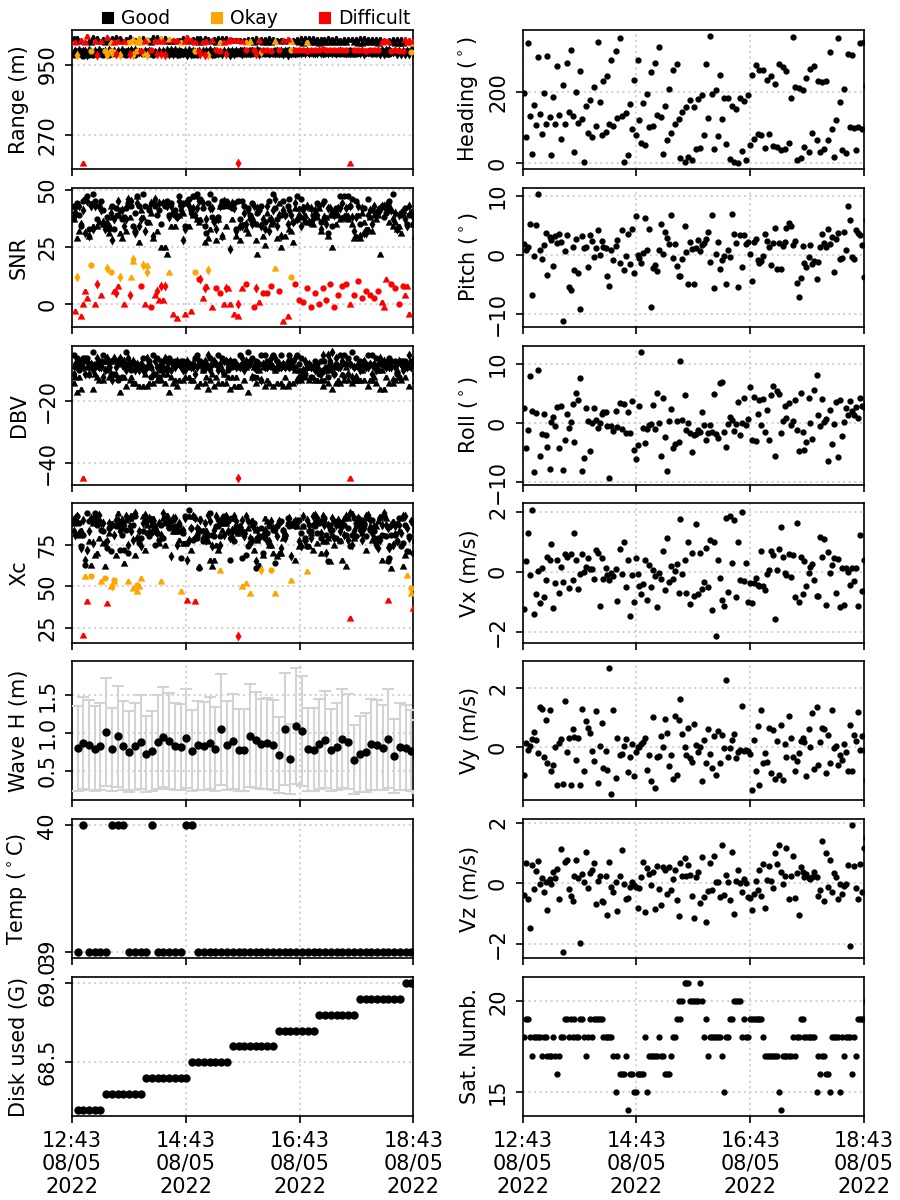 Good Okay Difficult
Range (m)
950
270
Heading (°)
200
0
SNR
50
25
0
Pitch (°)
10
0
−10
DBV
−20
−40
Roll (°)
10
0
−10
Xc
75
50
25
Vx (m/s)
2
0
−2
Wave H (m)
1.5
1.0
0.5
Vy (m/s)
2
0
Temp (°C)
40
39
Vz (m/s)
2
0
−2
Disk used (G)
69.0
68.5
Sat. Numb.
20
15
12:43 14:43 16:43 18:43
08/05 08/05 08/05 08/05
2022 2022 2022 2022
12:43 14:43 16:43 18:43
08/05 08/05 08/05 08/05
2022 2022 2022 2022